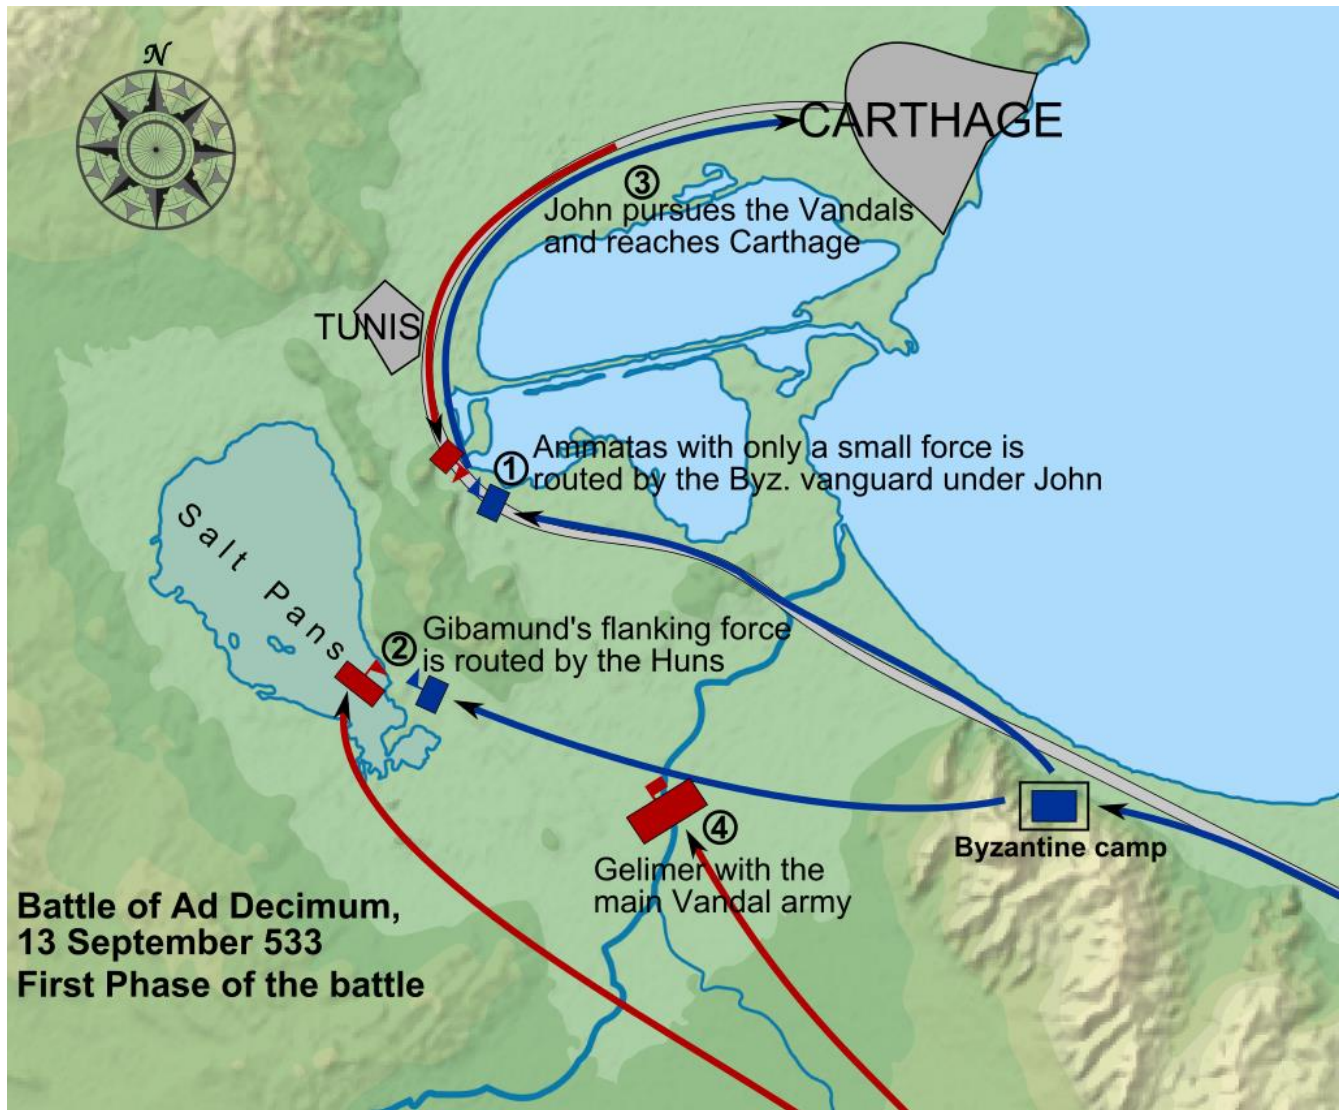 N
CARTHAGE
③
John pursues the Vandals
and reaches Carthage
TUNIS
①
Ammatas with only a small force is
routed by the Byz. vanguard under John
Salt Pans
②
Gibamund's flanking force
is routed by the Huns
④
Gelimer with the
main Vandal army
Byzantine camp
Battle of Ad Decimum,
13 September 533
First Phase of the battle